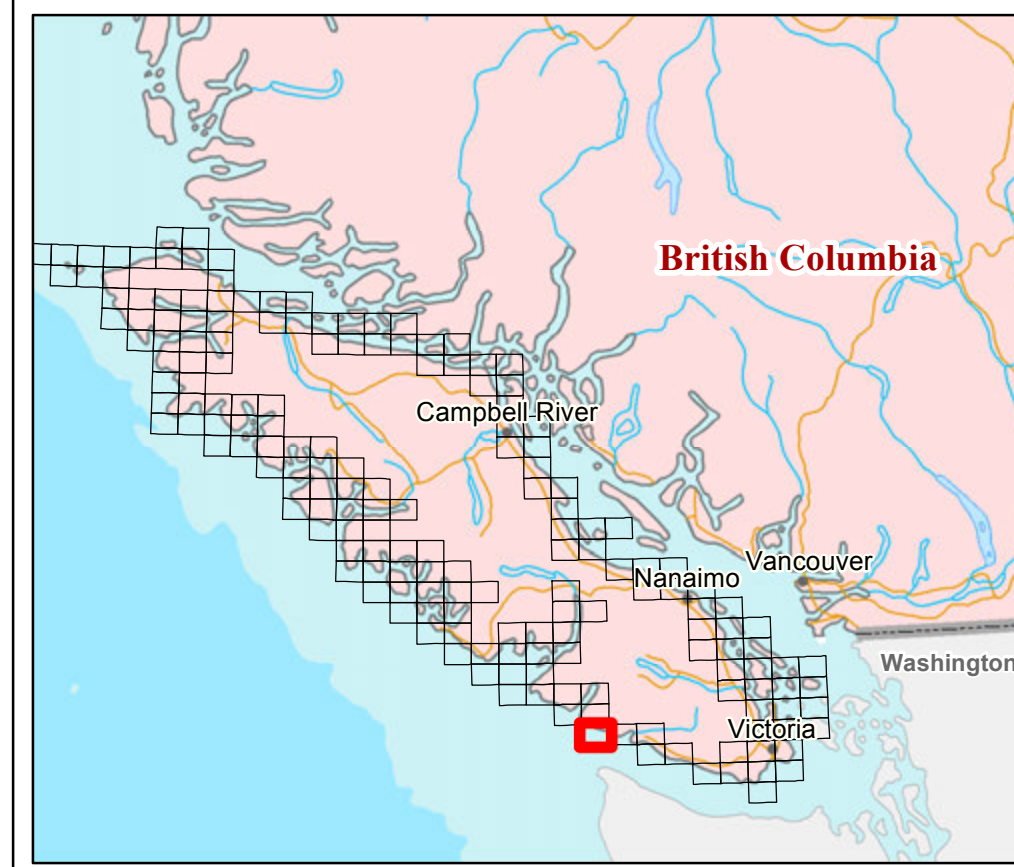 British Columbia
Campbell River
Vancouver
Nanaimo
Washington
Victoria